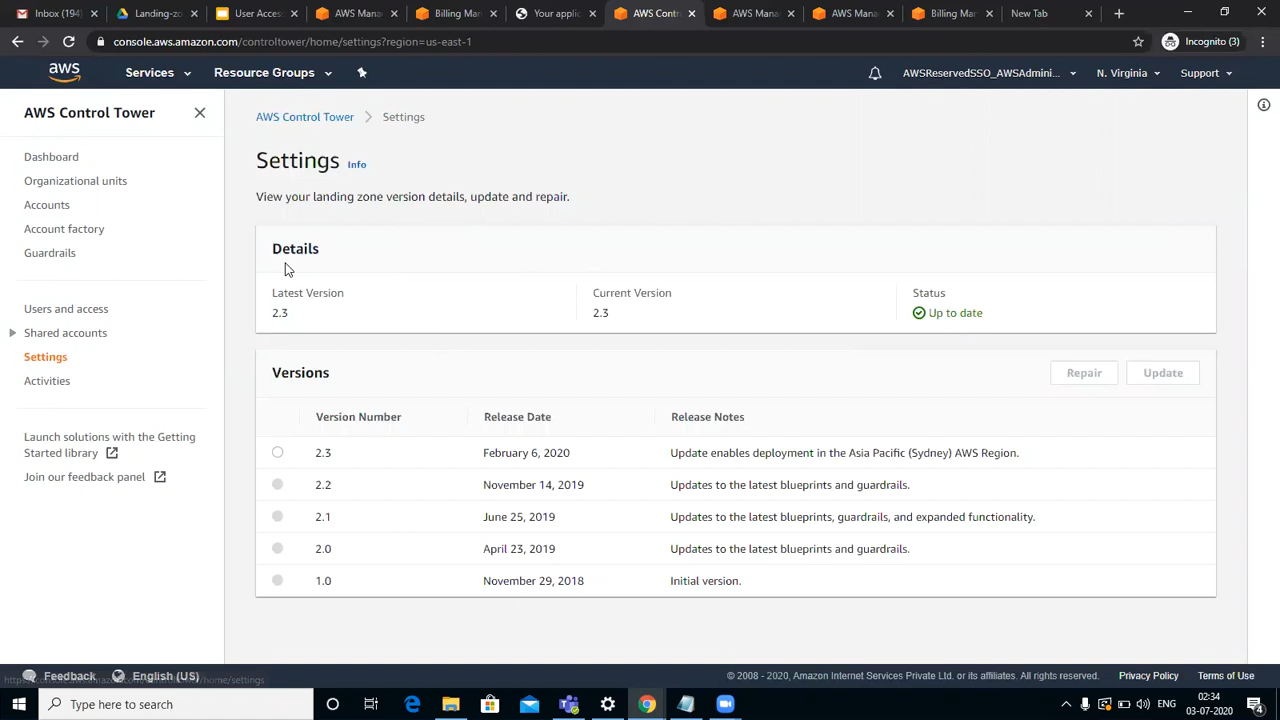 Inbox (194)
Landing-zo
User Acces
AWS Mana
Billing Ma
Your applic
AWS Cont
AWS Mana
AWS Mana
Billing Ma
New Tab
console.aws.amazon.com/controltower/home/settings?region=us-east-1
Incognito (3)
aws
Services
Resource Groups
AWSReservedSSO_AWSAdmini...
N. Virginia
Support
AWS Control Tower
Dashboard
Organizational units
Accounts
Account factory
Guardrails
Users and access
Shared accounts
Settings
Activities
Launch solutions with the Getting
Started library
Join our feedback panel
AWS Control Tower > Settings
Settings Info
View your landing zone version details, update and repair.
Details
Latest Version Current Version Status
2.3 2.3 Up to date
Versions Repair Update
Version Number Release Date Release Notes
2.3 February 6, 2020 Update enables deployment in the Asia Pacific (Sydney) AWS Region.
2.2 November 14, 2019 Updates to the latest blueprints and guardrails.
2.1 June 25, 2019 Updates to the latest blueprints, guardrails, and expanded functionality.
2.0 April 23, 2019 Updates to the latest blueprints and guardrails.
1.0 November 29, 2018 Initial version.
Feedback English (US)
© 2008 - 2020, Amazon Internet Services Private Ltd. or its affiliates. All rights reserved. Privacy Policy Terms of Use
Type here to search
ENG
02:34
03-07-2020
4